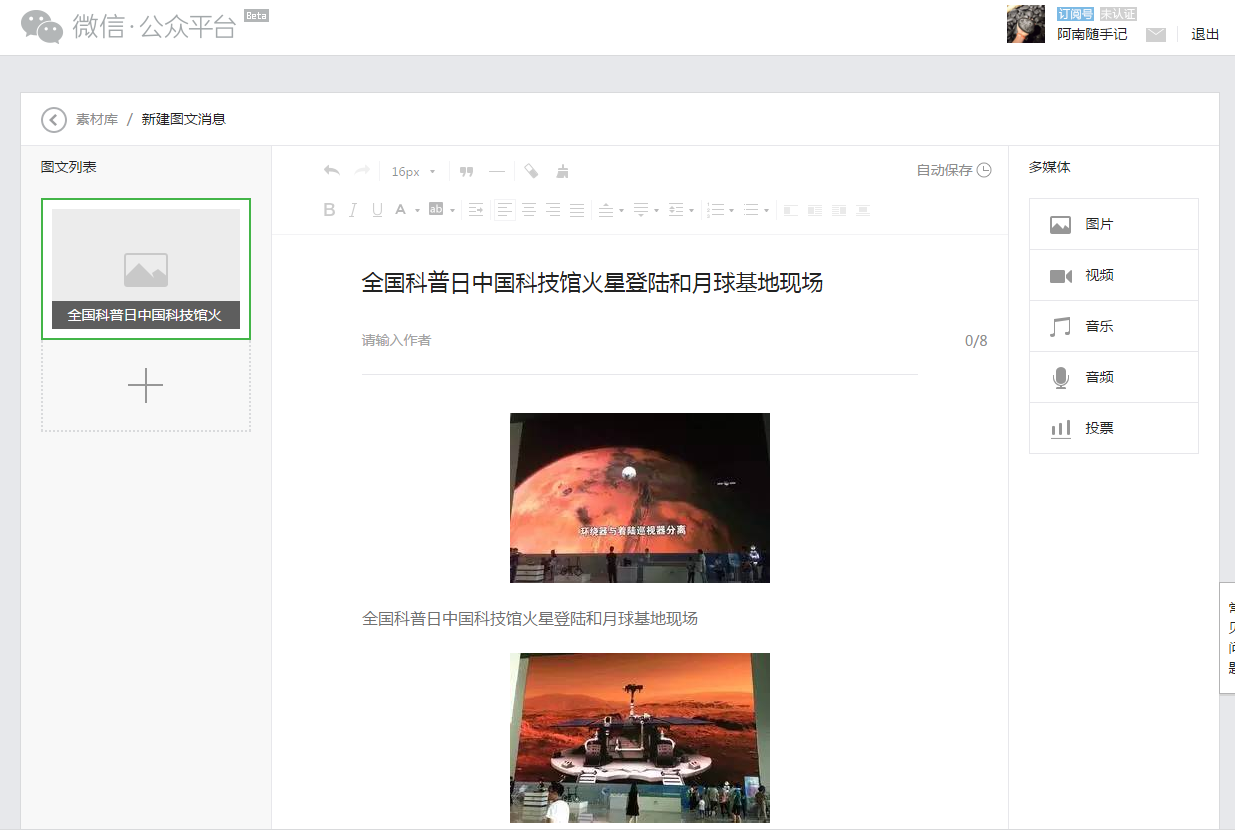 微信·公众平台 Beta
订阅号 未认证
阿南随手记
退出
素材库 / 新建图文消息
图文列表
全国科普日中国科技馆火
16px
自动保存
B I U A ab
全国科普日中国科技馆火星登陆和月球基地现场
请输入作者
0/8
环绕器与着陆巡视器分离
全国科普日中国科技馆火星登陆和月球基地现场
多媒体
图片
视频
音乐
音频
投票